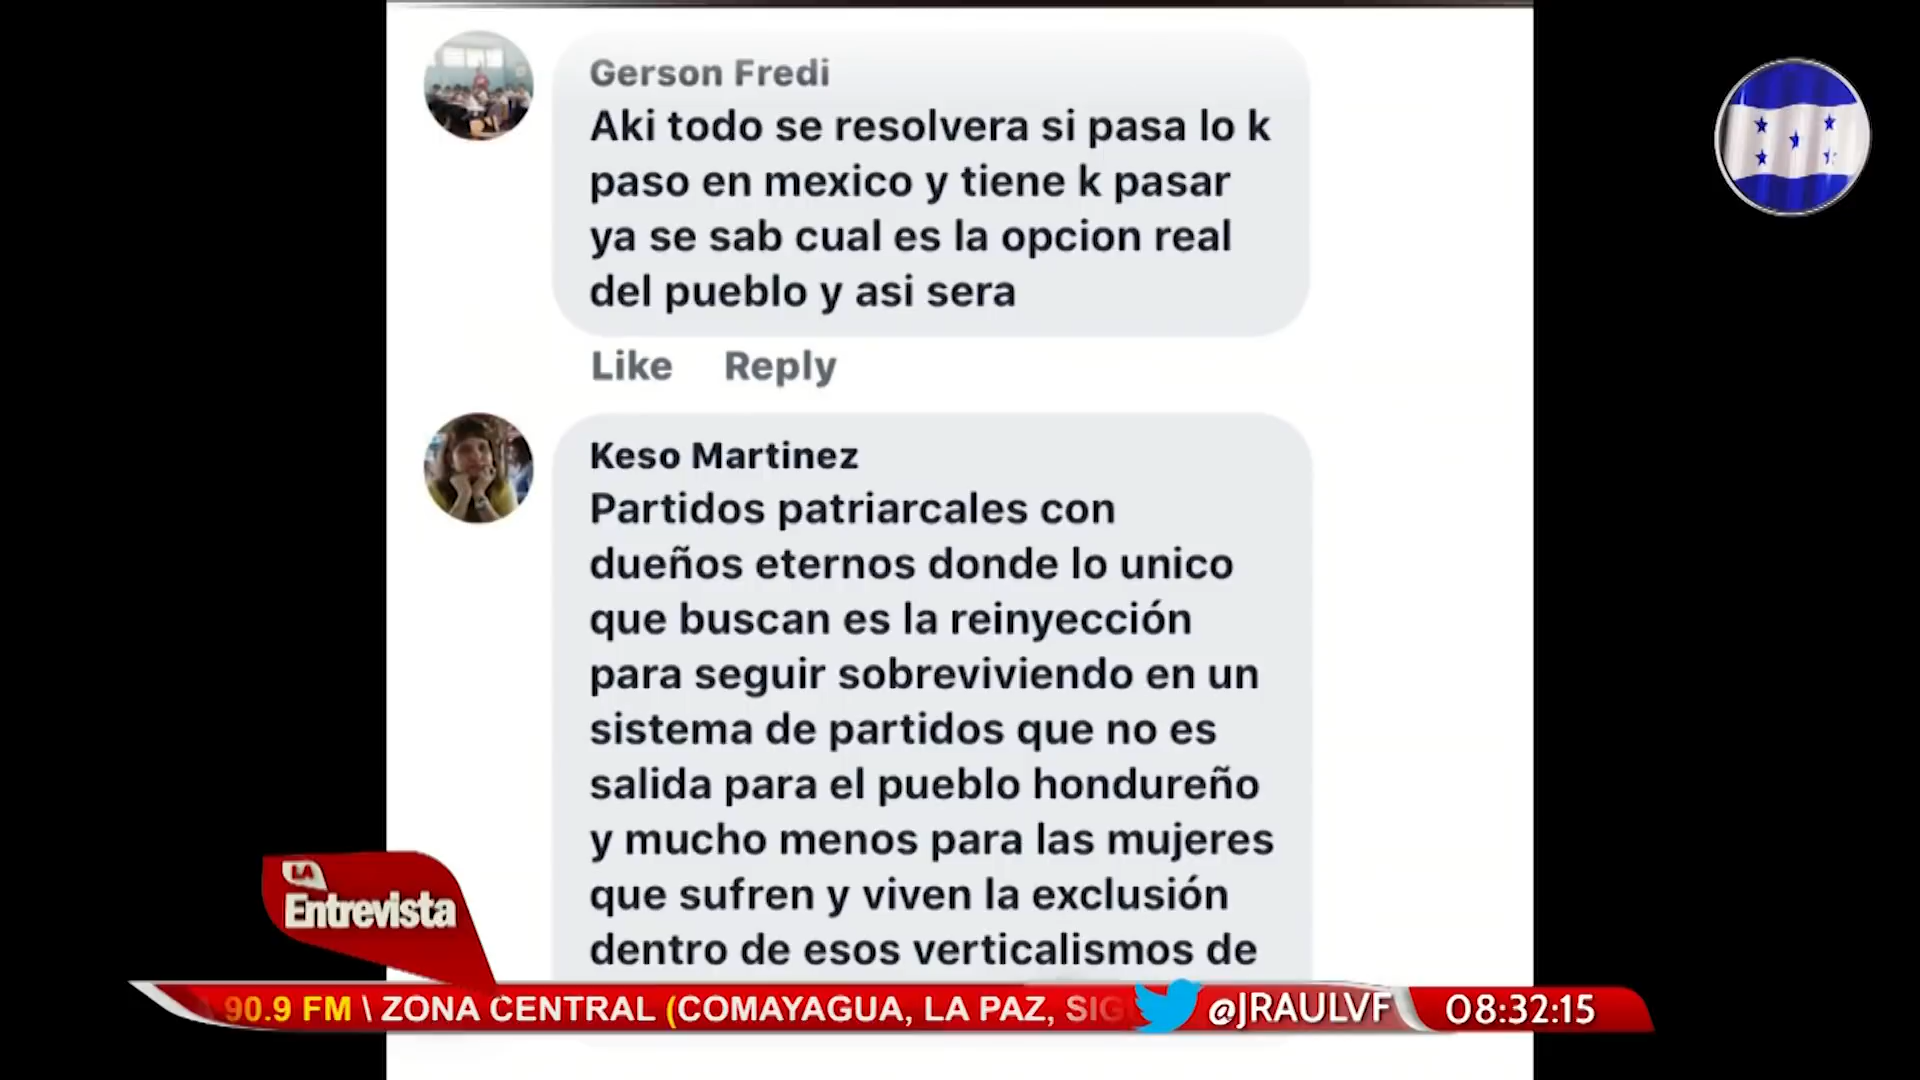 Gerson Fredi
Aki todo se resolvera si pasa lo k
paso en mexico y tiene k pasar
ya se sab cual es la opcion real
del pueblo y asi sera
Like Reply
Keso Martinez
Partidos patriarcales con
dueños eternos donde lo unico
que buscan es la reinyección
para seguir sobreviviendo en un
sistema de partidos que no es
salida para el pueblo hondureño
y mucho menos para las mujeres
que sufren y viven la exclusión
dentro de esos verticalismos de
LA
Entrevista
90.9 FM \ ZONA CENTRAL (COMAYAGUA, LA PAZ, SIG
@JRAULVF
08:32:15